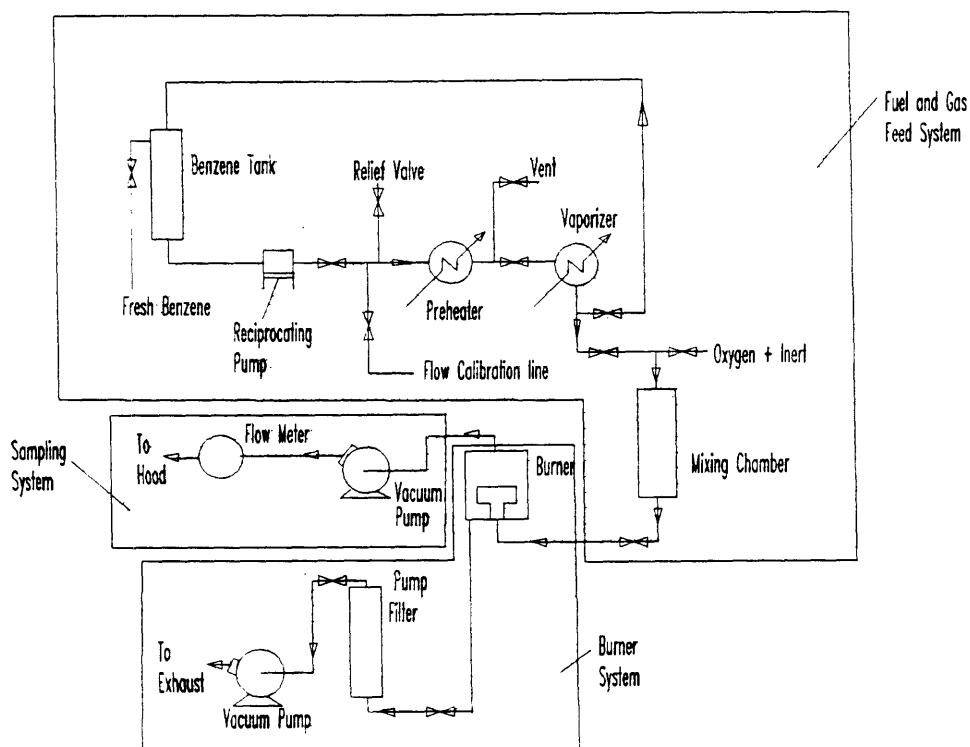 Fuel and Gas
Feed System
Benzene Tank
Relief Valve
Vent
Vaporizer
Fresh Benzene
Reciprocating
Pump
Preheater
Flow Calibration line
Oxygen + Inert
Mixing Chamber
Sampling
System
To
Hood
Flow Meter
Vacuum
Pump
Burner
Pump
Filter
To
Exhaust
Vacuum Pump
Burner
System